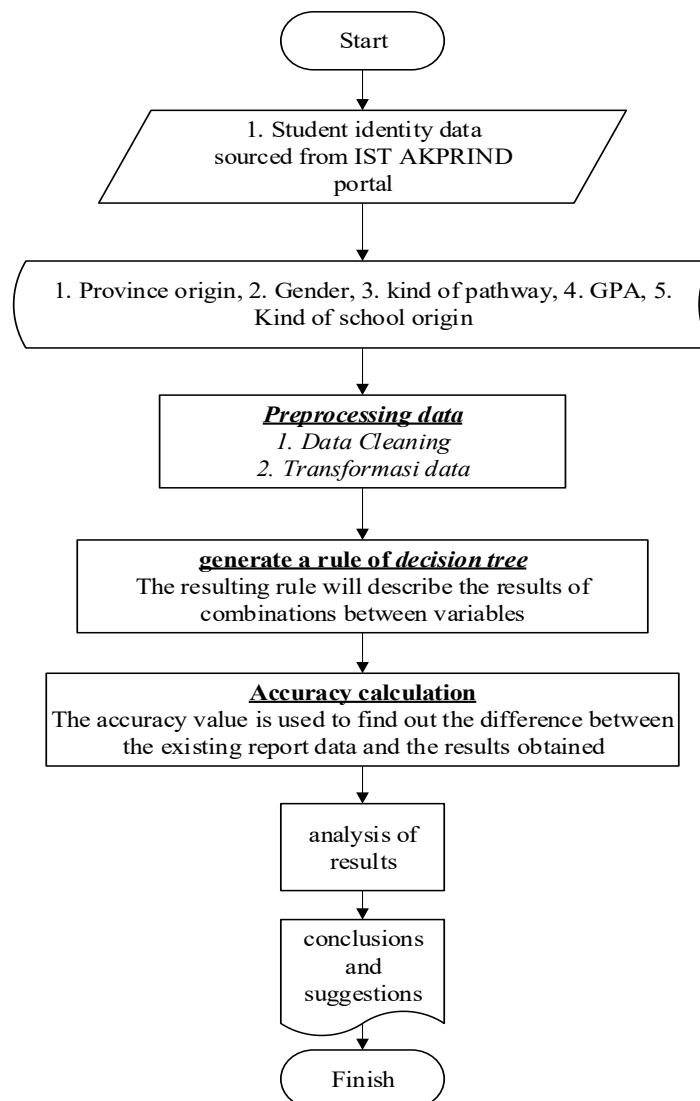 Start
1. Student identity data
sourced from IST AKPRIND
portal
1. Province origin, 2. Gender, 3. kind of pathway, 4. GPA, 5.
Kind of school origin
Preprocessing data
1. Data Cleaning
2. Transformasi data
generate a rule of decision tree
The resulting rule will describe the results of
combinations between variables
Accuracy calculation
The accuracy value is used to find out the difference between
the existing report data and the results obtained
analysis of
results
conclusions
and
suggestions
Finish